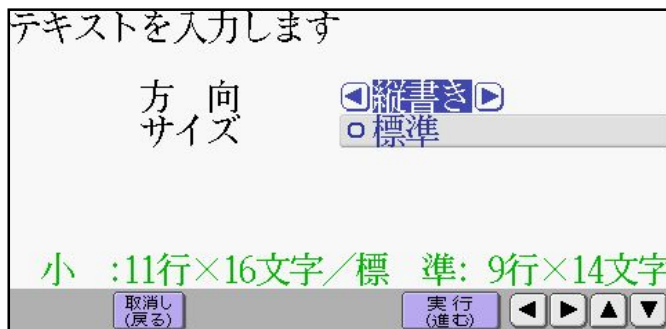 テキストを入力します
方 向 ◀縦書き▶
サイズ 標準
小 :11行×16文字／標 準: 9行×14文字
取消し 実行
(戻る) (進む) ◀ ▶ ▲ ▼